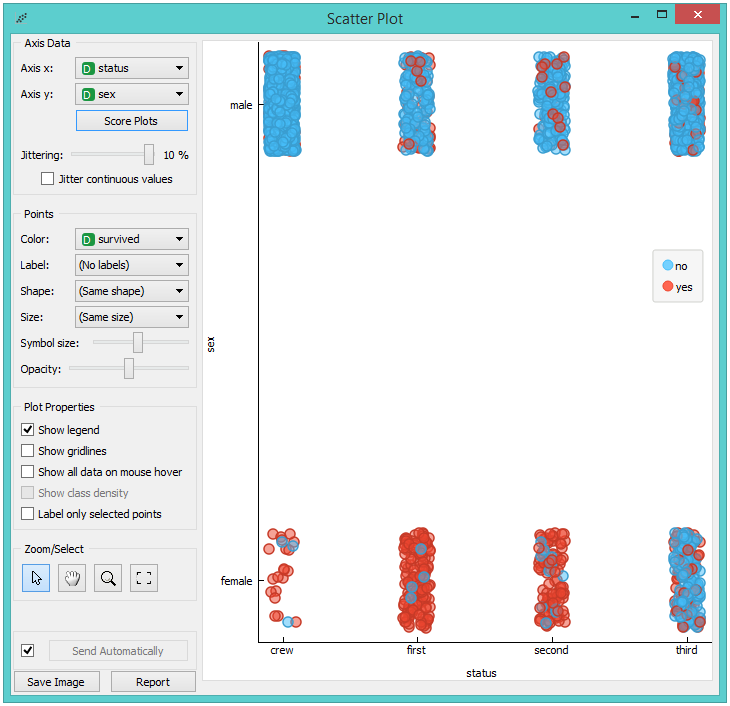 Scatter Plot
Axis Data
Axis x: D status
Axis y: D sex
Score Plots
Jittering: 10 %
Jitter continuous values
Points
Color: D survived
Label: (No labels)
Shape: (Same shape)
Size: (Same size)
Symbol size:
Opacity:
Plot Properties
Show legend
Show gridlines
Show all data on mouse hover
Show class density
Label only selected points
Zoom/Select
Send Automatically
Save Image Report
male
female
sex
no
yes
crew first second third
status